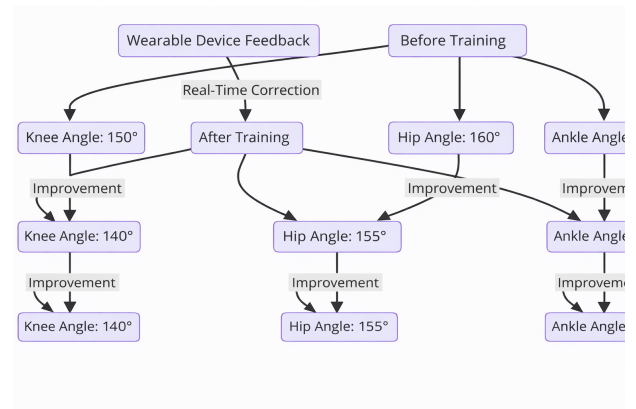 Wearable Device Feedback
Before Training
Real-Time Correction
Knee Angle: 150°
After Training
Hip Angle: 160°
Ankle Angle
Improvement
Improvement
Improvem
Knee Angle: 140°
Hip Angle: 155°
Ankle Angle
Improvement
Improvement
Improveme
Knee Angle: 140°
Hip Angle: 155°
Ankle Angle